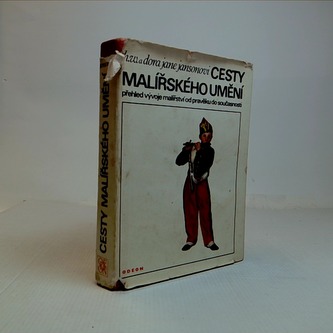 h.w. a dora jane jansonovi CESTY
MALÍŘSKÉHO UMĚNÍ
přehled vývoje malířství od pravěku do současnosti
ODEON
CESTY MALÍŘSKÉHO UMĚNÍ